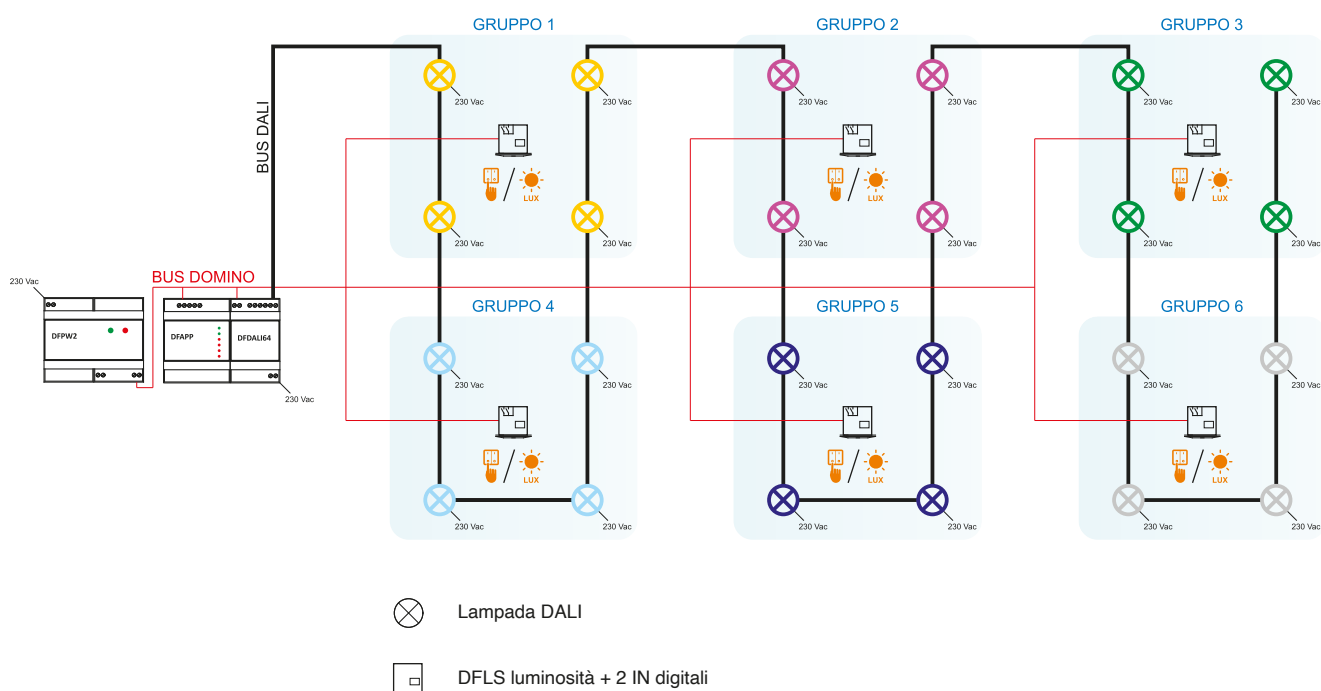 GRUPPO 1
GRUPPO 2
GRUPPO 3
230 Vac
230 Vac
230 Vac
230 Vac
230 Vac
230 Vac
BUS DALI
LUX
LUX
LUX
230 Vac
230 Vac
230 Vac
230 Vac
230 Vac
230 Vac
230 Vac
BUS DOMINO
GRUPPO 4
GRUPPO 5
GRUPPO 6
DFPW2
DFAPP
DFDALI64
230 Vac
230 Vac
230 Vac
230 Vac
230 Vac
230 Vac
230 Vac
LUX
LUX
LUX
230 Vac
230 Vac
230 Vac
230 Vac
230 Vac
230 Vac
Lampada DALI
DFLS luminosità + 2 IN digitali